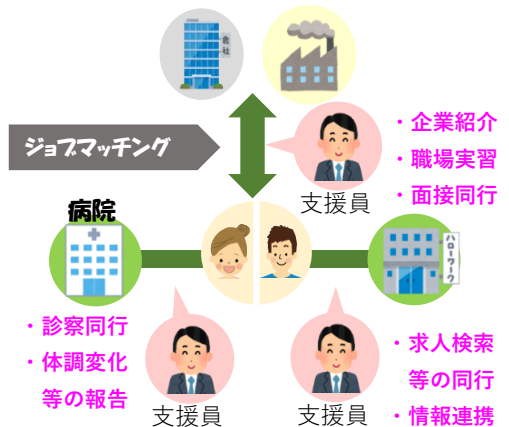 会社
ジョブマッチング
・企業紹介
・職場実習
・面接同行
支援員
病院
ハローワーク
・診察同行
・体調変化
等の報告
支援員
支援員
・求人検索
等の同行
・情報連携